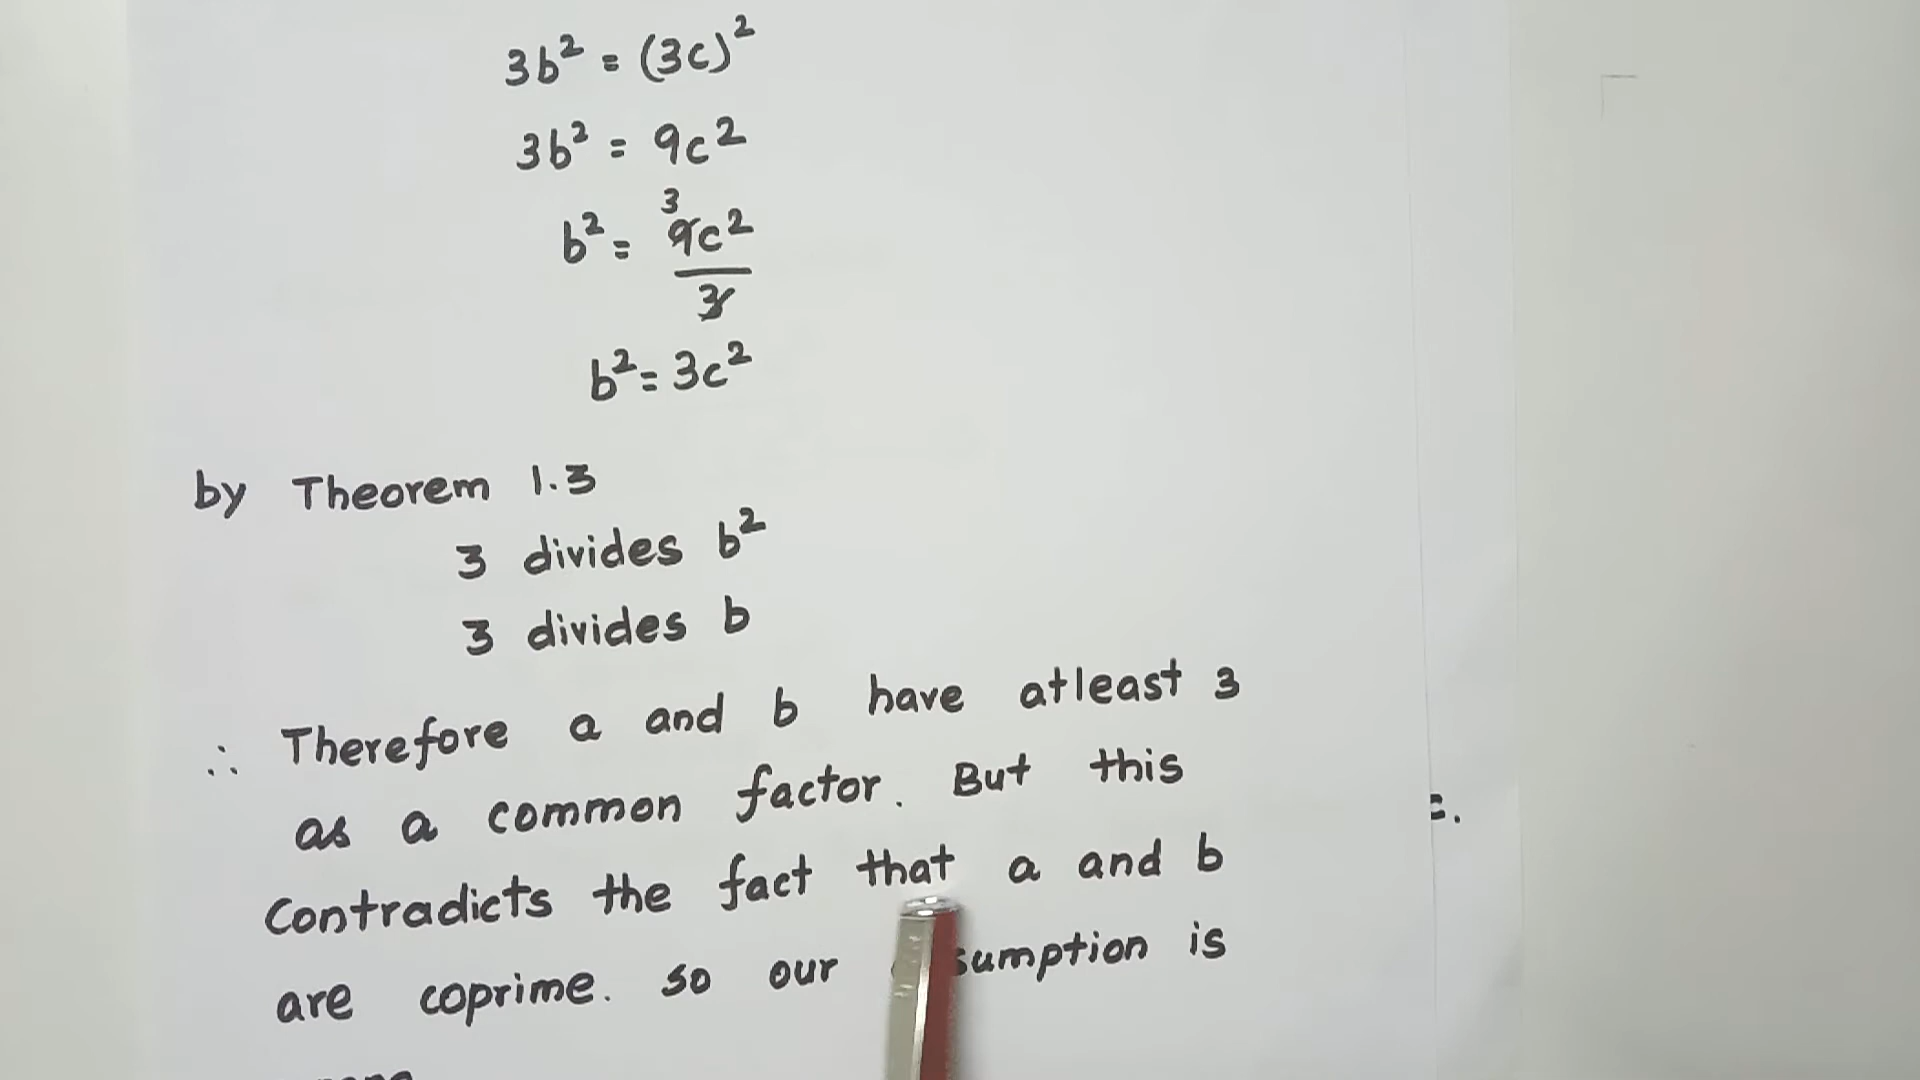 3b² = (3c)²
3b² = 9c²
3
b² = 9c²
3
b² = 3c²
by Theorem 1.3
3 divides b²
3 divides b
∴ Therefore a and b have atleast 3
as a common factor. But this
Contradicts the fact that a and b
are coprime. so our sumption is